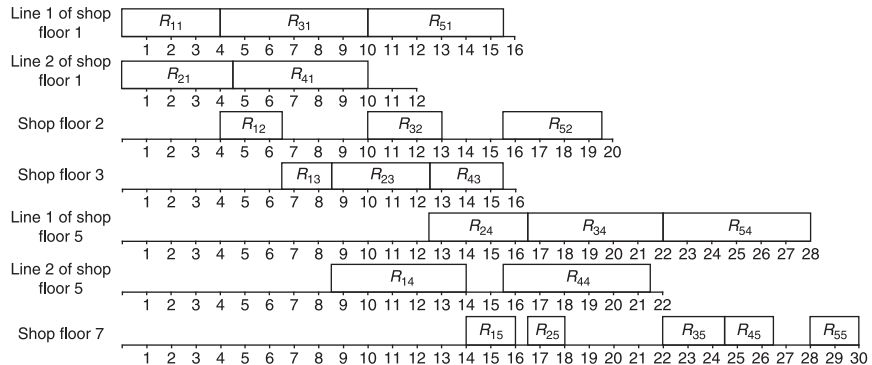 Line 1 of shop floor 1
R11 R31 R51
1 2 3 4 5 6 7 8 9 10 11 12 13 14 15 16
Line 2 of shop floor 1
R21 R41
1 2 3 4 5 6 7 8 9 10 11 12
Shop floor 2
R12 R32 R52
1 2 3 4 5 6 7 8 9 10 11 12 13 14 15 16 17 18 19 20
Shop floor 3
R13 R23 R43
1 2 3 4 5 6 7 8 9 10 11 12 13 14 15 16
Line 1 of shop floor 5
R24 R34 R54
1 2 3 4 5 6 7 8 9 10 11 12 13 14 15 16 17 18 19 20 21 22 23 24 25 26 27 28
Line 2 of shop floor 5
R14 R44
1 2 3 4 5 6 7 8 9 10 11 12 13 14 15 16 17 18 19 20 21 22
Shop floor 7
R15 R25 R35 R45 R55
1 2 3 4 5 6 7 8 9 10 11 12 13 14 15 16 17 18 19 20 21 22 23 24 25 26 27 28 29 30